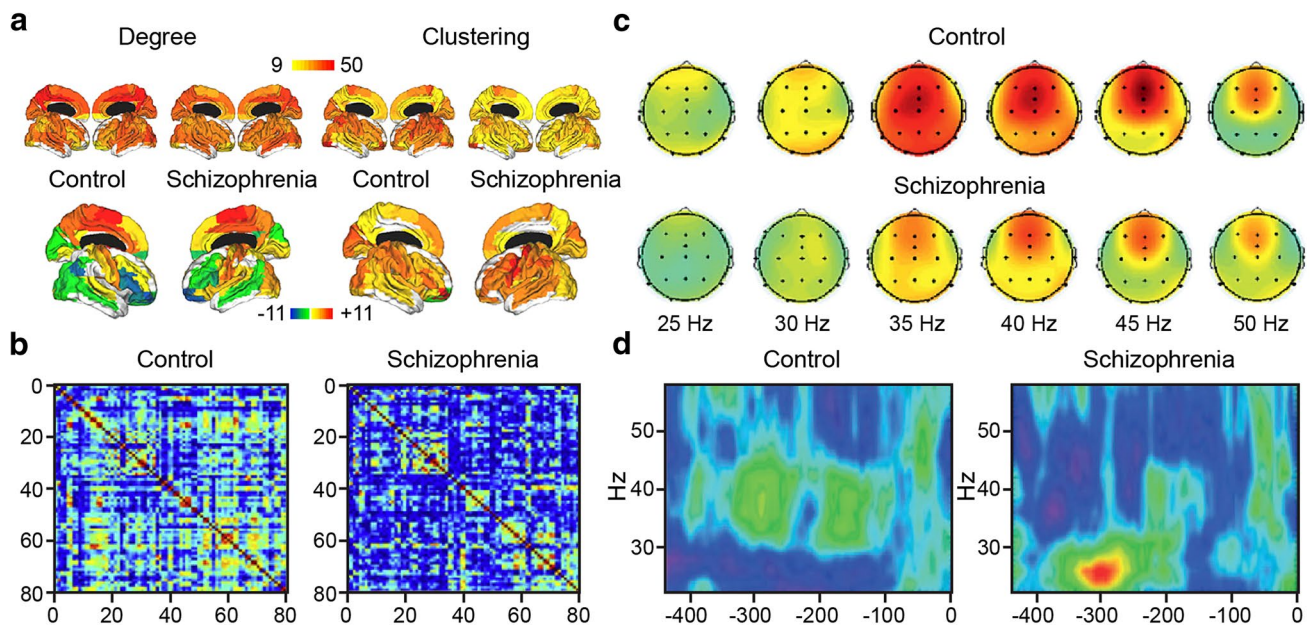 a
Degree Clustering
9 50
Control Schizophrenia Control Schizophrenia
-11 +11
b
Control Schizophrenia
0 0
20 20
40 40
60 60
80 80
0 20 40 60 80 0 20 40 60 80
c
Control
Schizophrenia
25 Hz 30 Hz 35 Hz 40 Hz 45 Hz 50 Hz
d
Control Schizophrenia
50 50
Hz Hz
30 30
-400 -300 -200 -100 0 -400 -300 -200 -100 0